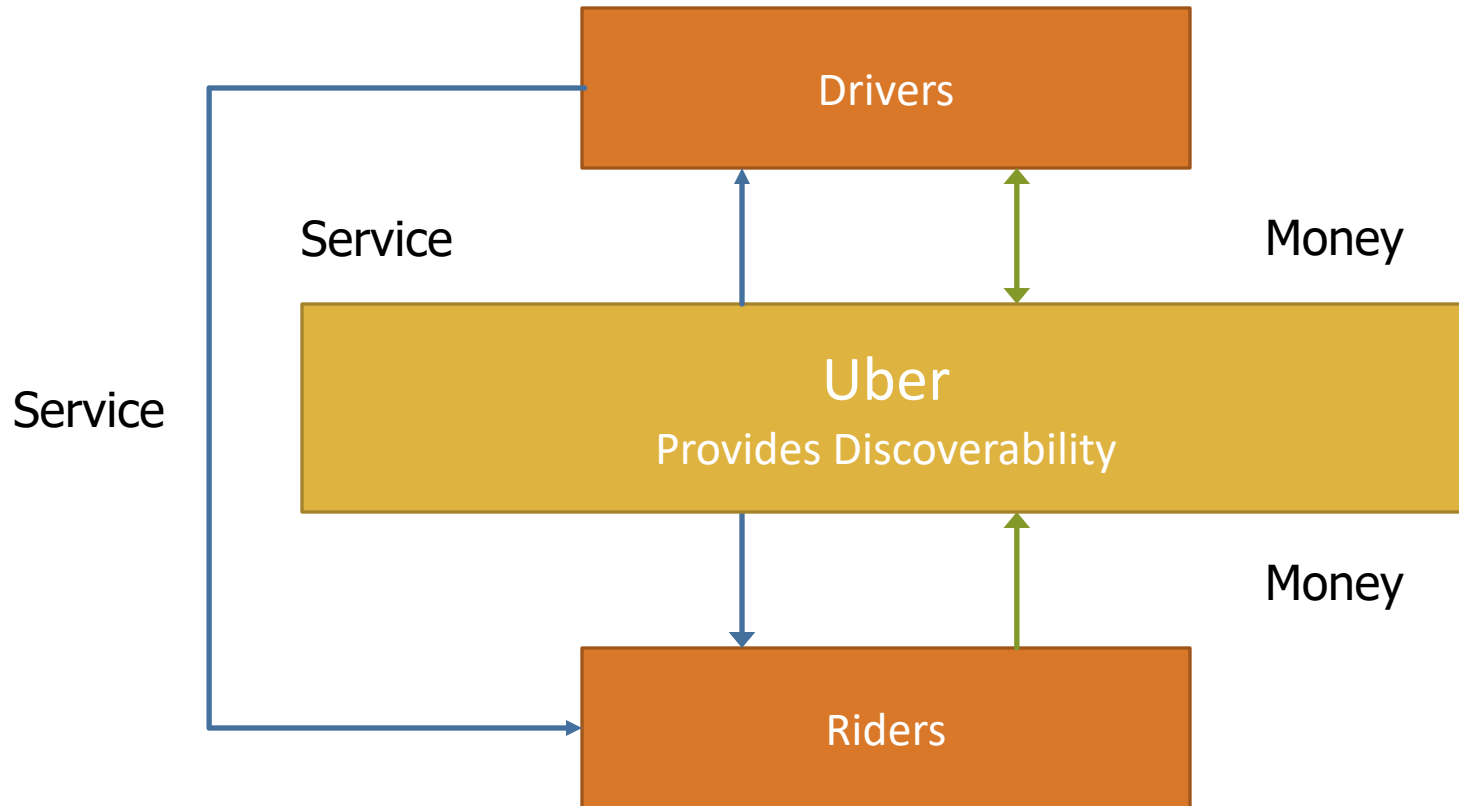 Drivers
Service
Money
Uber
Provides Discoverability
Service
Money
Riders